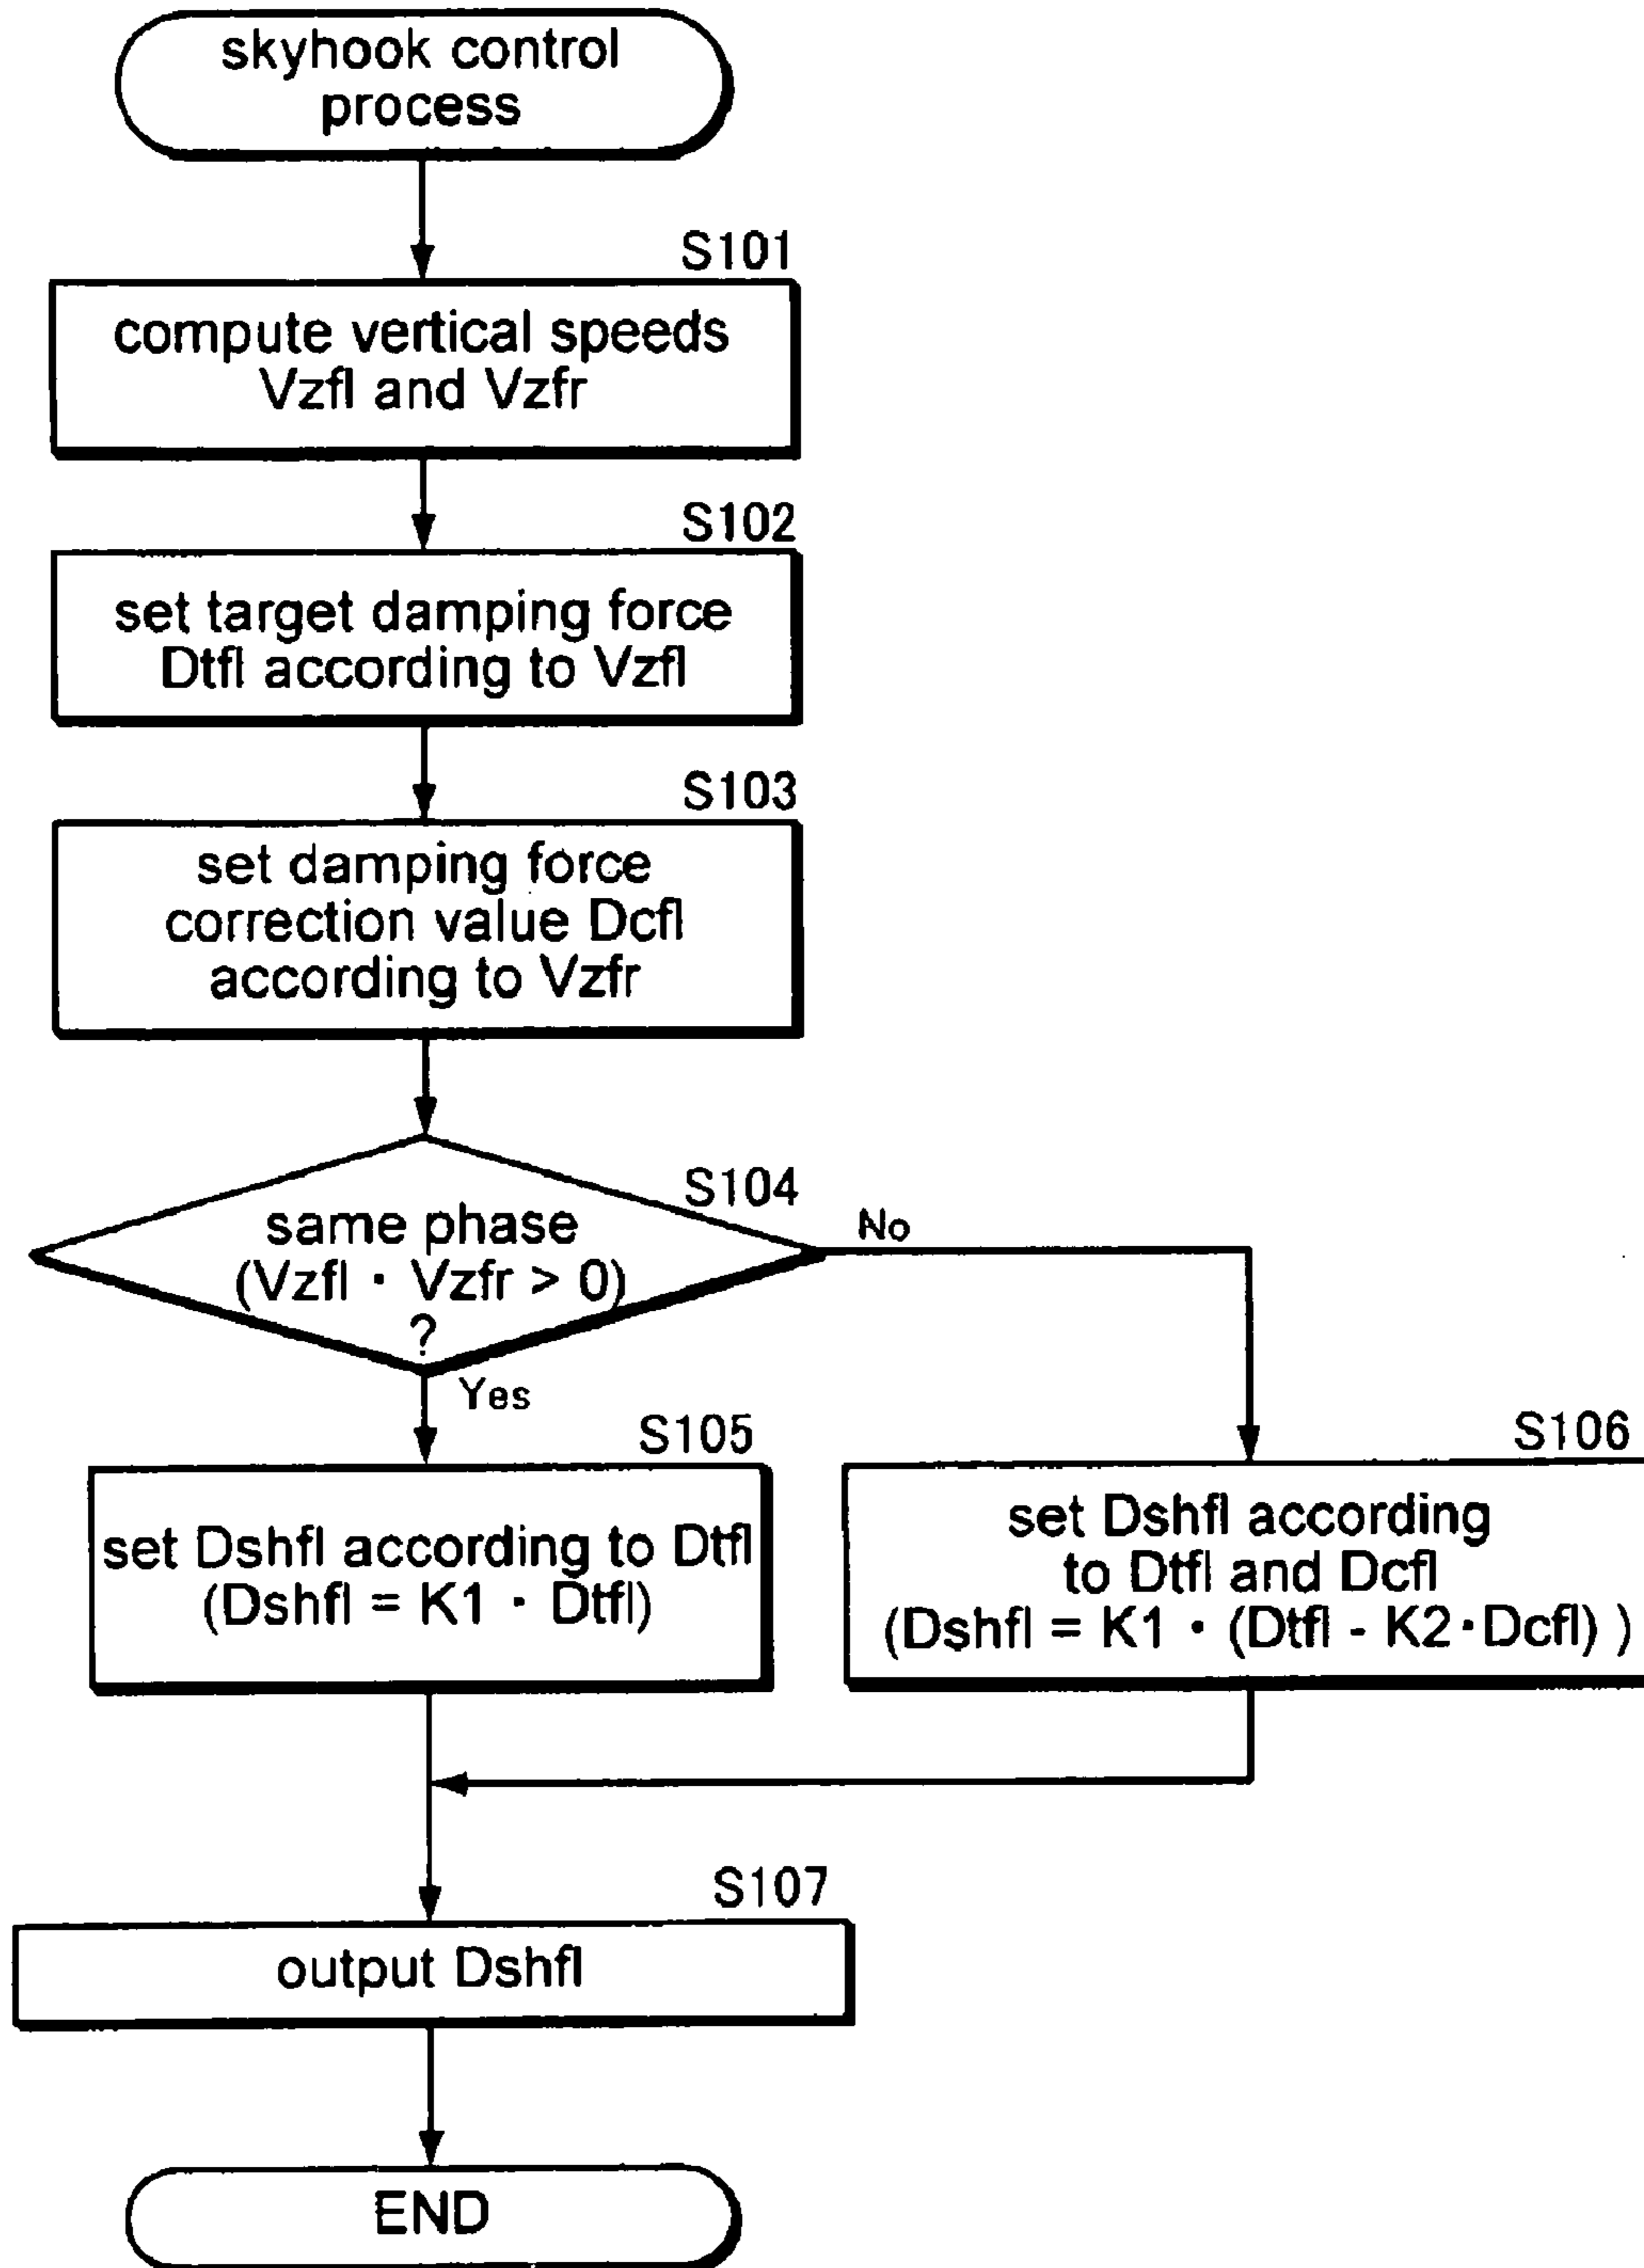 skyhook control
process
S101
compute vertical speeds
Vzfl and Vzfr
S102
set target damping force
Dtfl according to Vzfl
S103
set damping force
correction value Dcfl
according to Vzfr
S104
same phase
(Vzfl · Vzfr > 0)
?
No
Yes
S105
set Dshfl according to Dtfl
(Dshfl = K1 · Dtfl)
S106
set Dshfl according
to Dtfl and Dcfl
(Dshfl = K1 · (Dtfl - K2·Dcfl) )
S107
output Dshfl
END